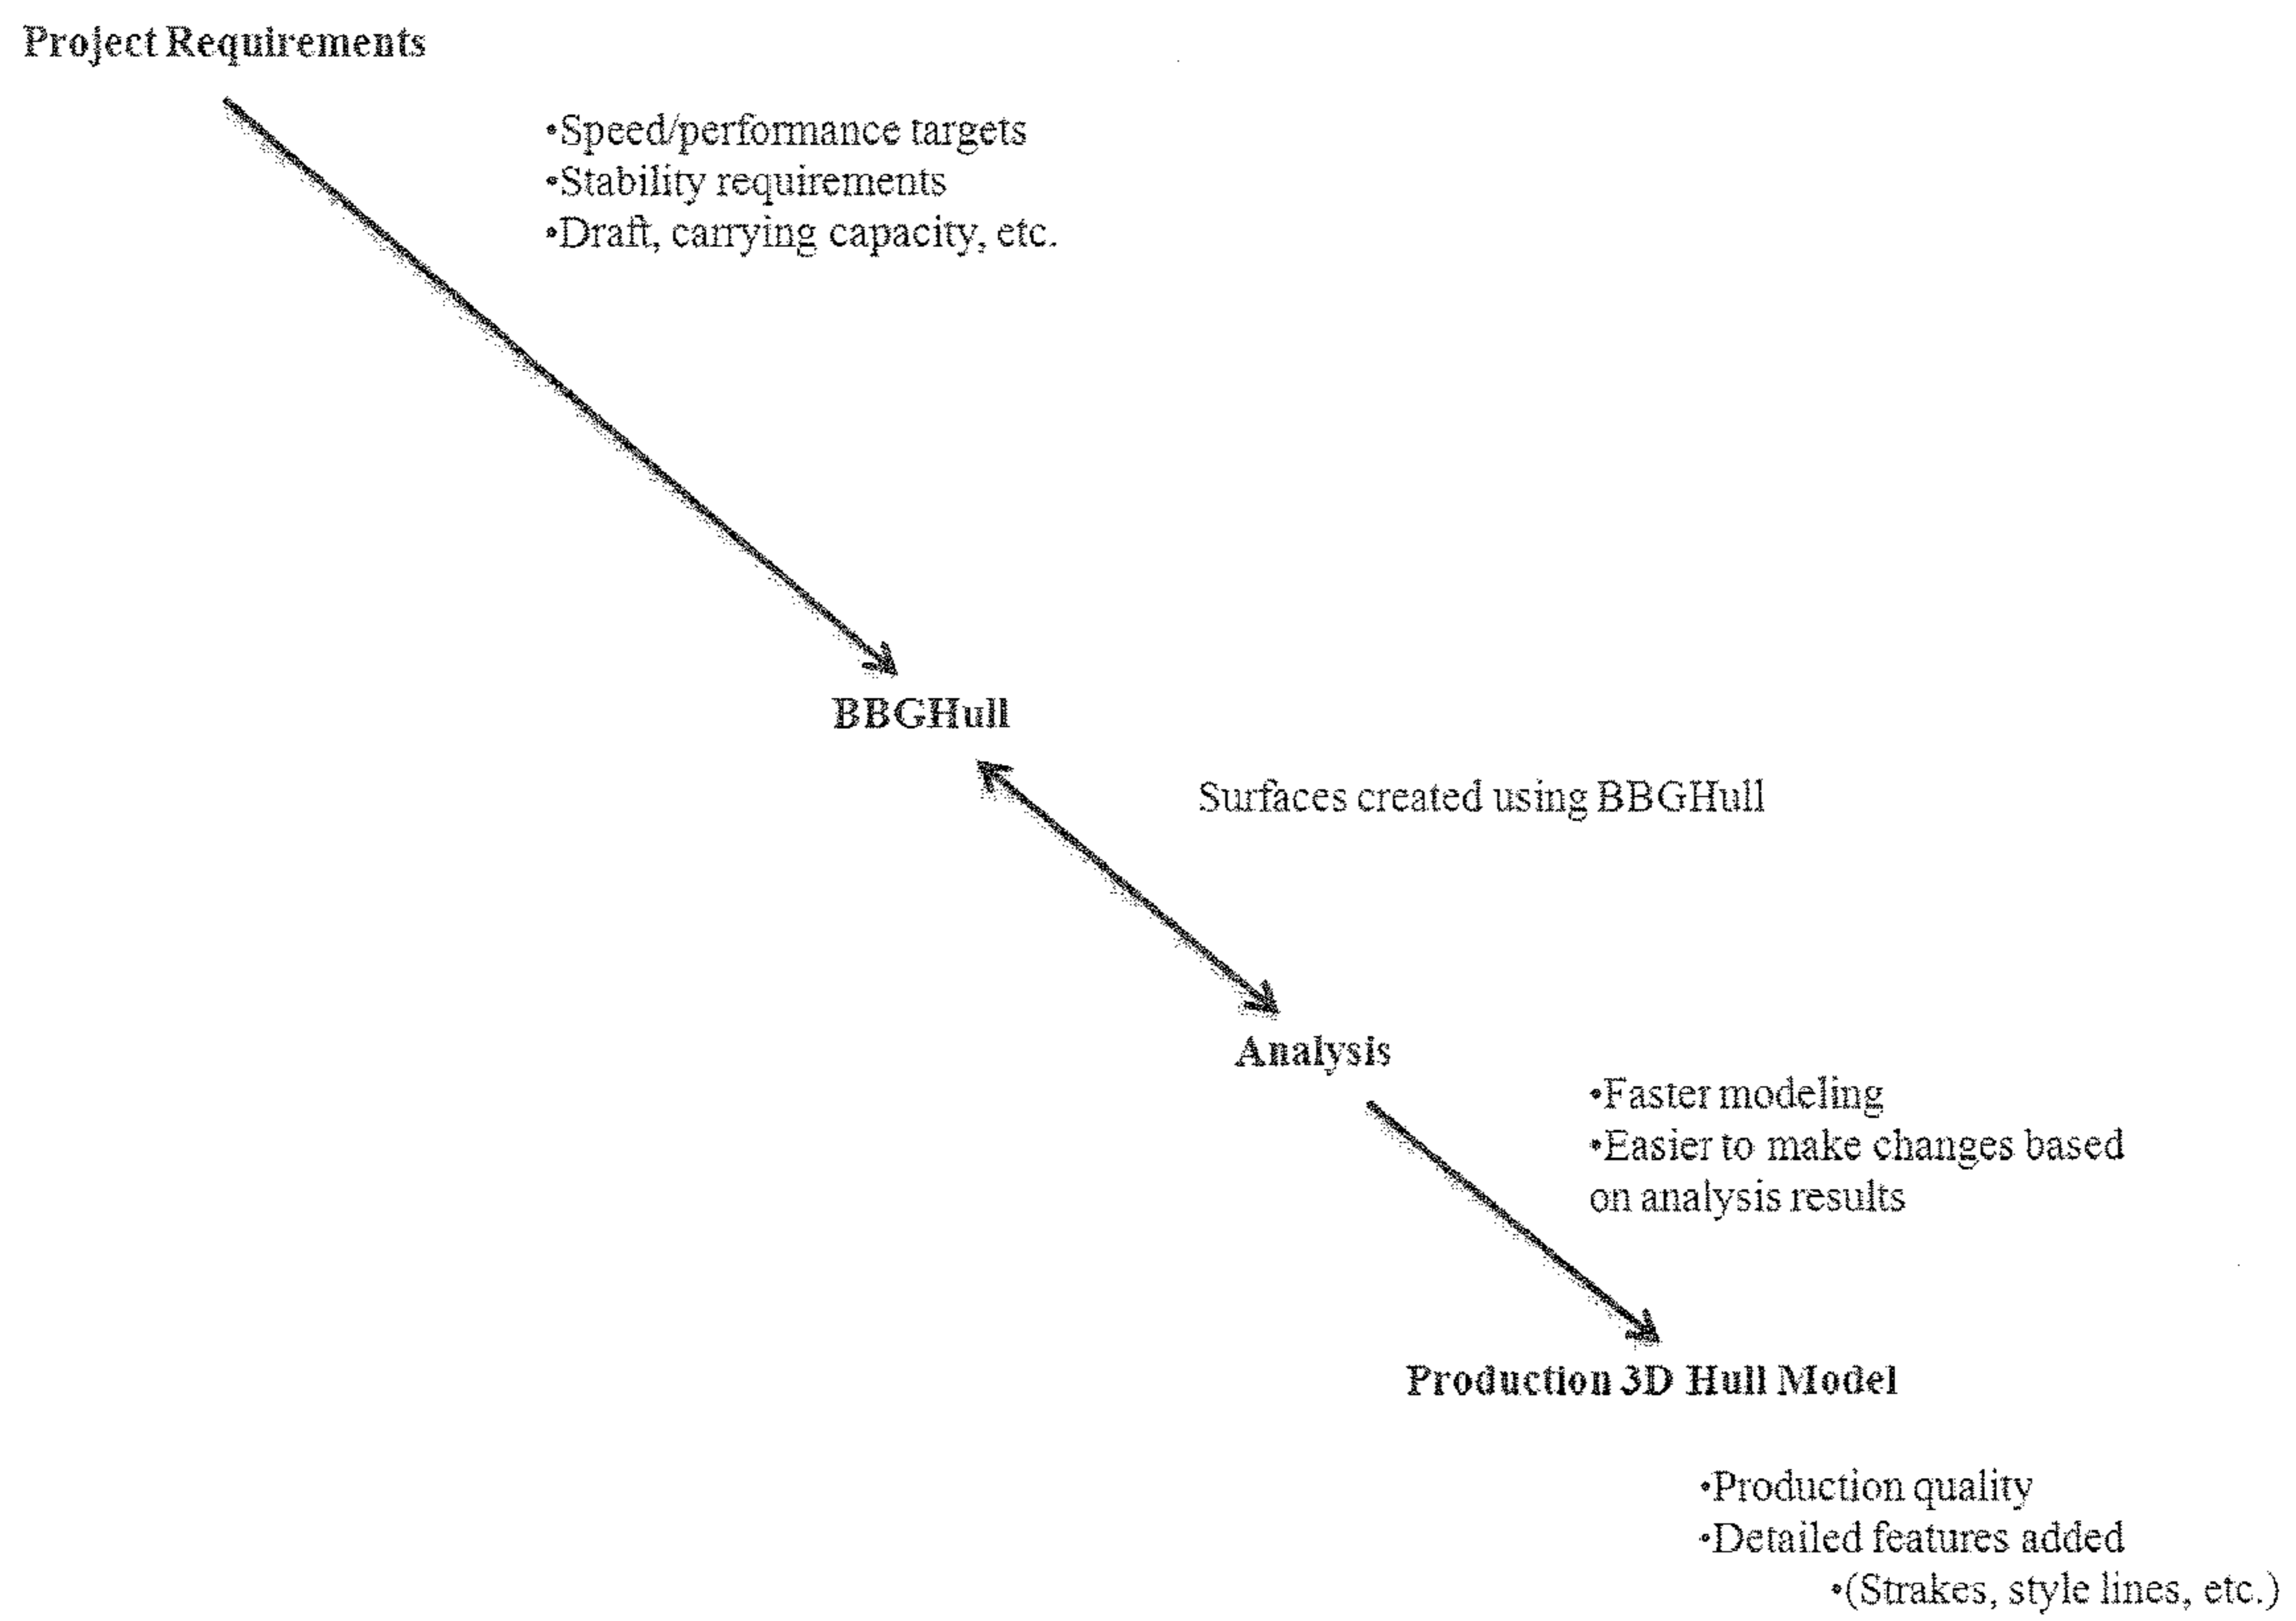 Project Requirements
•Speed/performance targets
•Stability requirements
•Draft, carrying capacity, etc.
BBGHull
Surfaces created using BBGHull
Analysis
•Faster modeling
•Easier to make changes based
on analysis results
Production 3D Hull Model
•Production quality
•Detailed features added
•(Strakes, style lines, etc.)